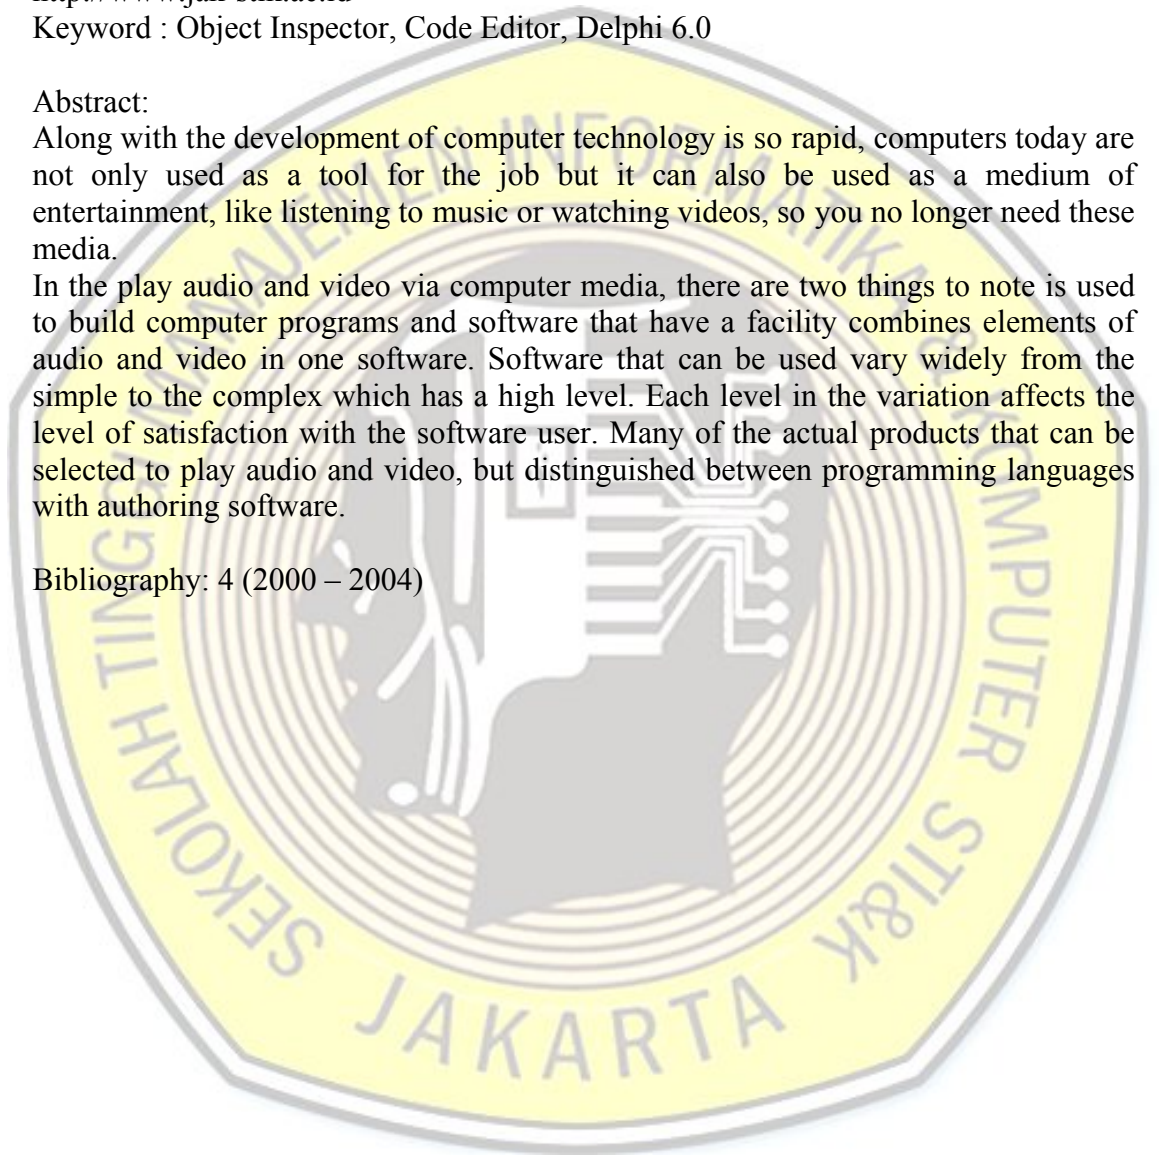 Keyword : Object Inspector, Code Editor, Delphi 6.0
Abstract:
Along with the development of computer technology is so rapid, computers today are
not only used as a tool for the job but it can also be used as a medium of
entertainment, like listening to music or watching videos, so you no longer need these
media.
In the play audio and video via computer media, there are two things to note is used
to build computer programs and software that have a facility combines elements of
audio and video in one software. Software that can be used vary widely from the
simple to the complex which has a high level. Each level in the variation affects the
level of satisfaction with the software user. Many of the actual products that can be
selected to play audio and video, but distinguished between programming languages
with authoring software.
Bibliography: 4 (2000 – 2004)
SEKOLAH TINGGI MANAJEMEN INFORMATIKA & KOMPUTER STI&K
JAKARTA